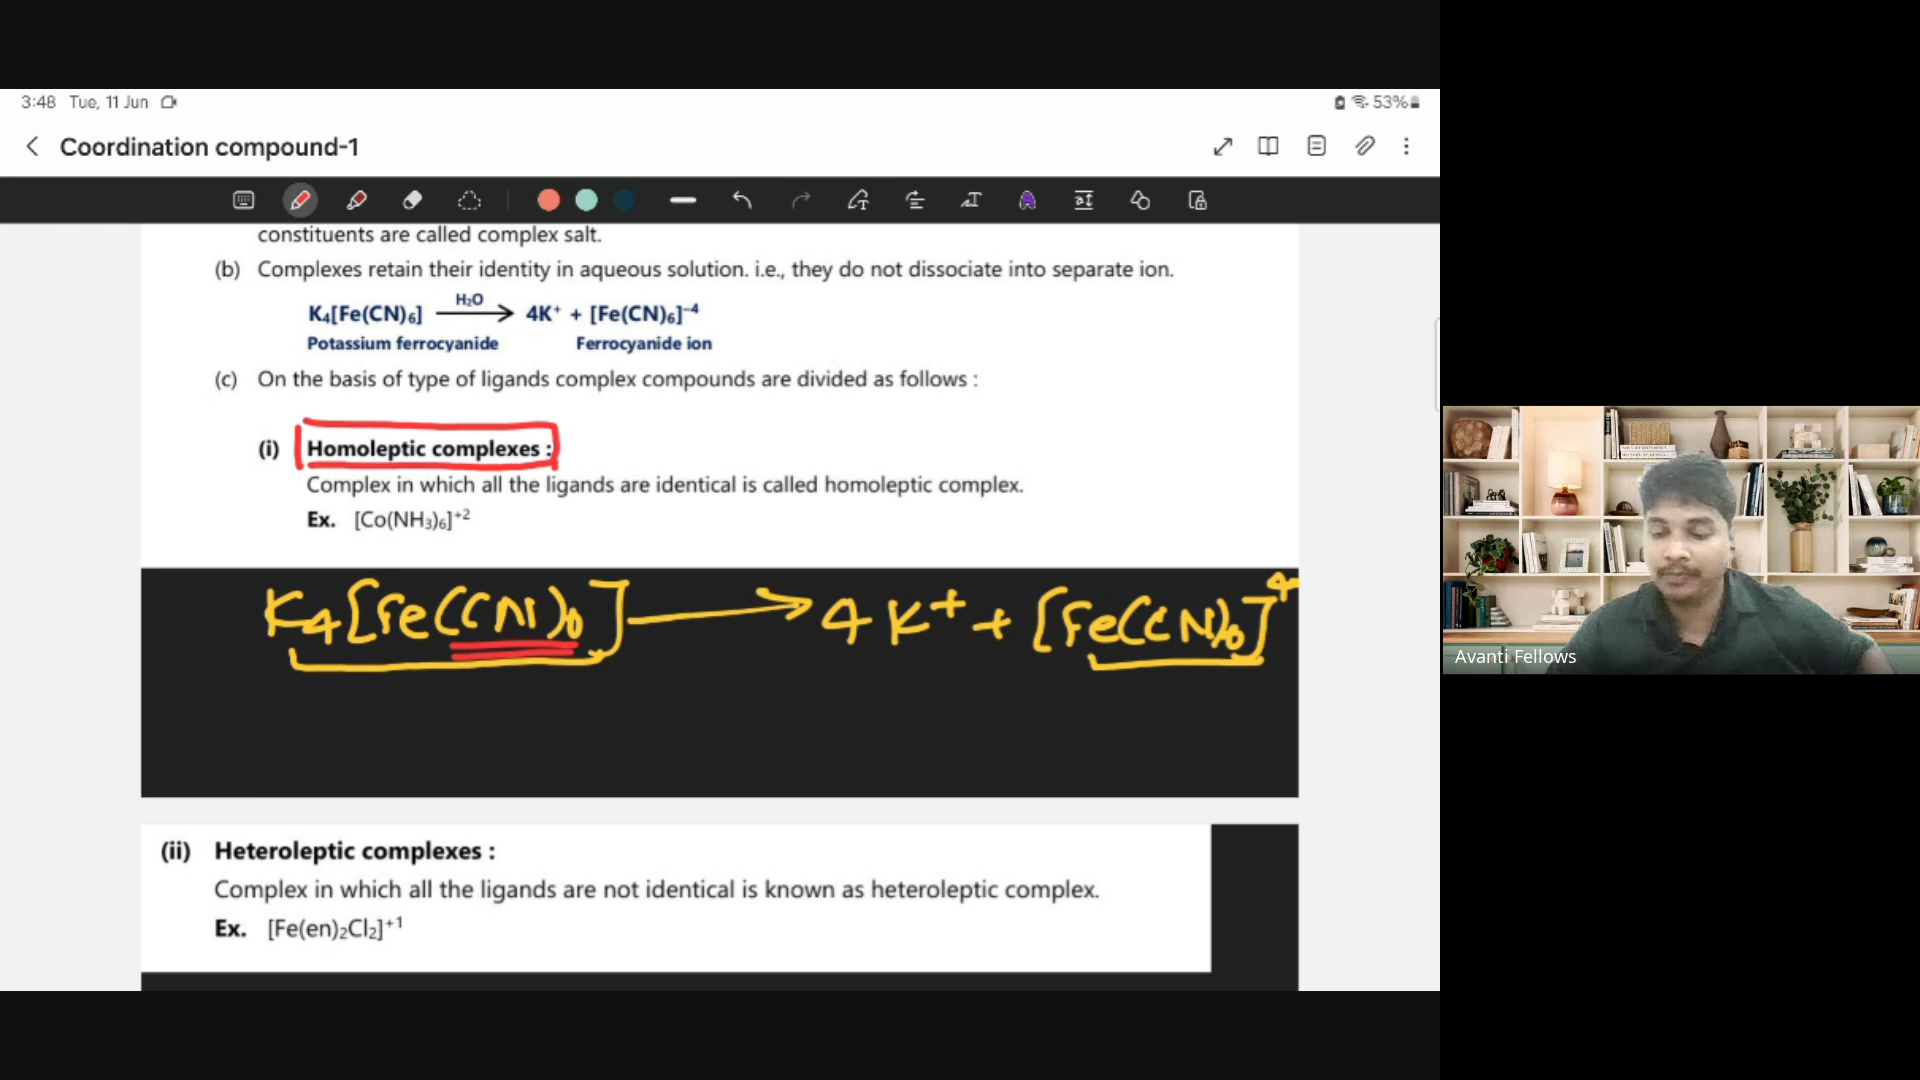 3:48 Tue, 11 Jun
53%
Coordination compound-1
constituents are called complex salt.
(b) Complexes retain their identity in aqueous solution. i.e., they do not dissociate into separate ion.
K₄[Fe(CN)₆] H₂O ⟶ 4K⁺ + [Fe(CN)₆]⁻⁴
Potassium ferrocyanide Ferrocyanide ion
(c) On the basis of type of ligands complex compounds are divided as follows :
(i) Homoleptic complexes :
Complex in which all the ligands are identical is called homoleptic complex.
Ex. [Co(NH₃)₆]⁺²
K4[Fe(CN)6] ⟶ 4K⁺ + [Fe(CN)6]
(ii) Heteroleptic complexes :
Complex in which all the ligands are not identical is known as heteroleptic complex.
Ex. [Fe(en)₂Cl₂]⁺¹
Avanti Fellows